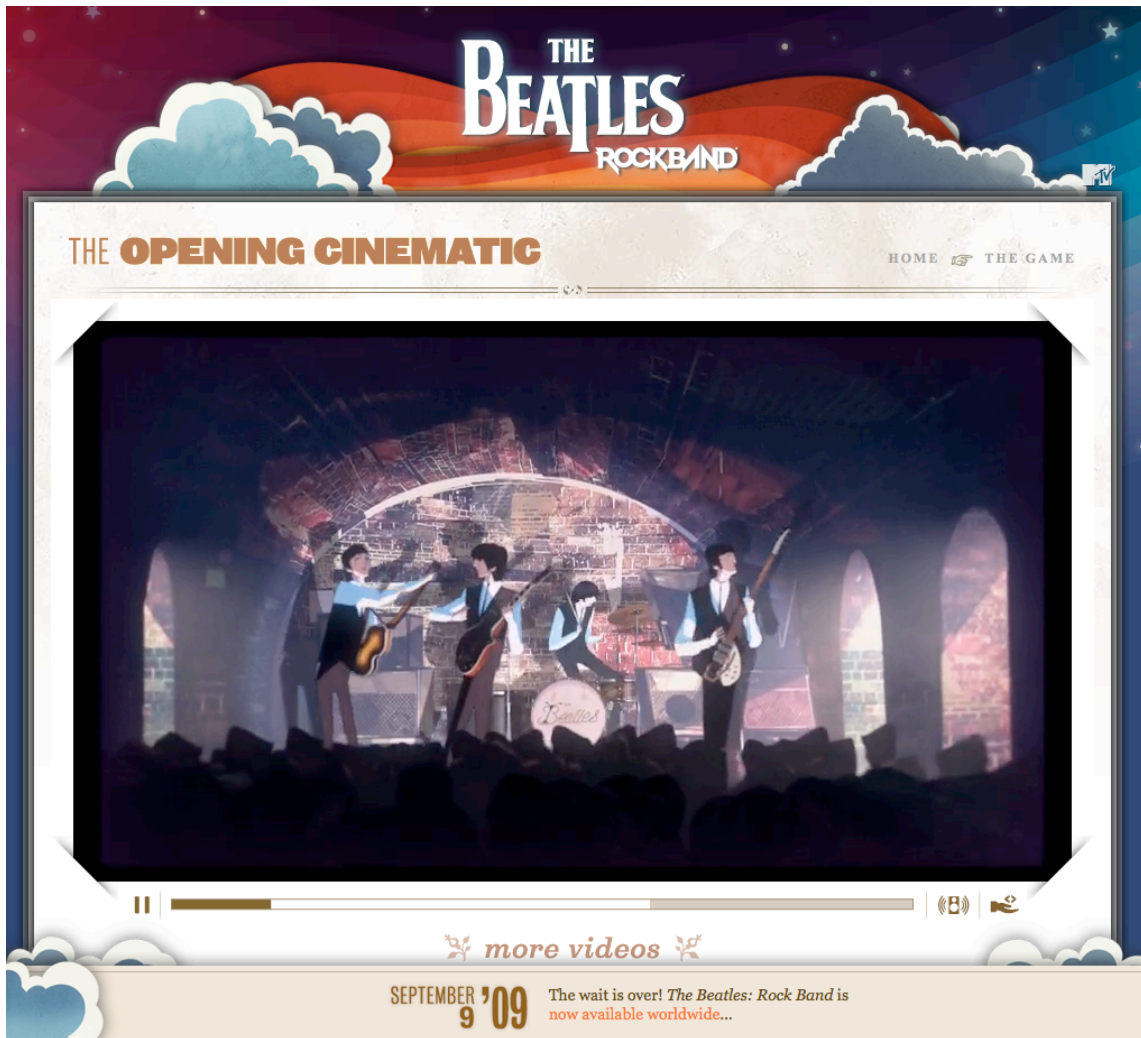 THE
BEATLES
ROCKBAND
MTV
THE OPENING CINEMATIC
HOME THE GAME
Beatles
more videos
SEPTEMBER
9 '09
The wait is over! The Beatles: Rock Band is
now available worldwide...